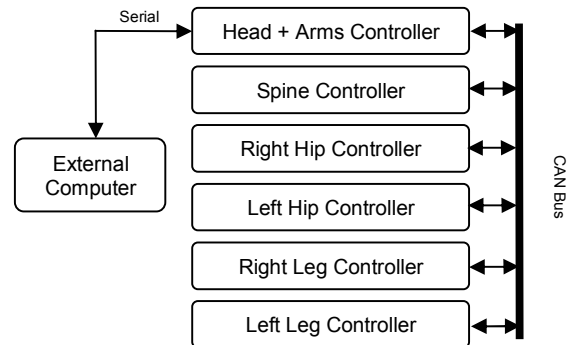 Serial
Head + Arms Controller
Spine Controller
Right Hip Controller
External
Computer
Left Hip Controller
Right Leg Controller
Left Leg Controller
CAN Bus